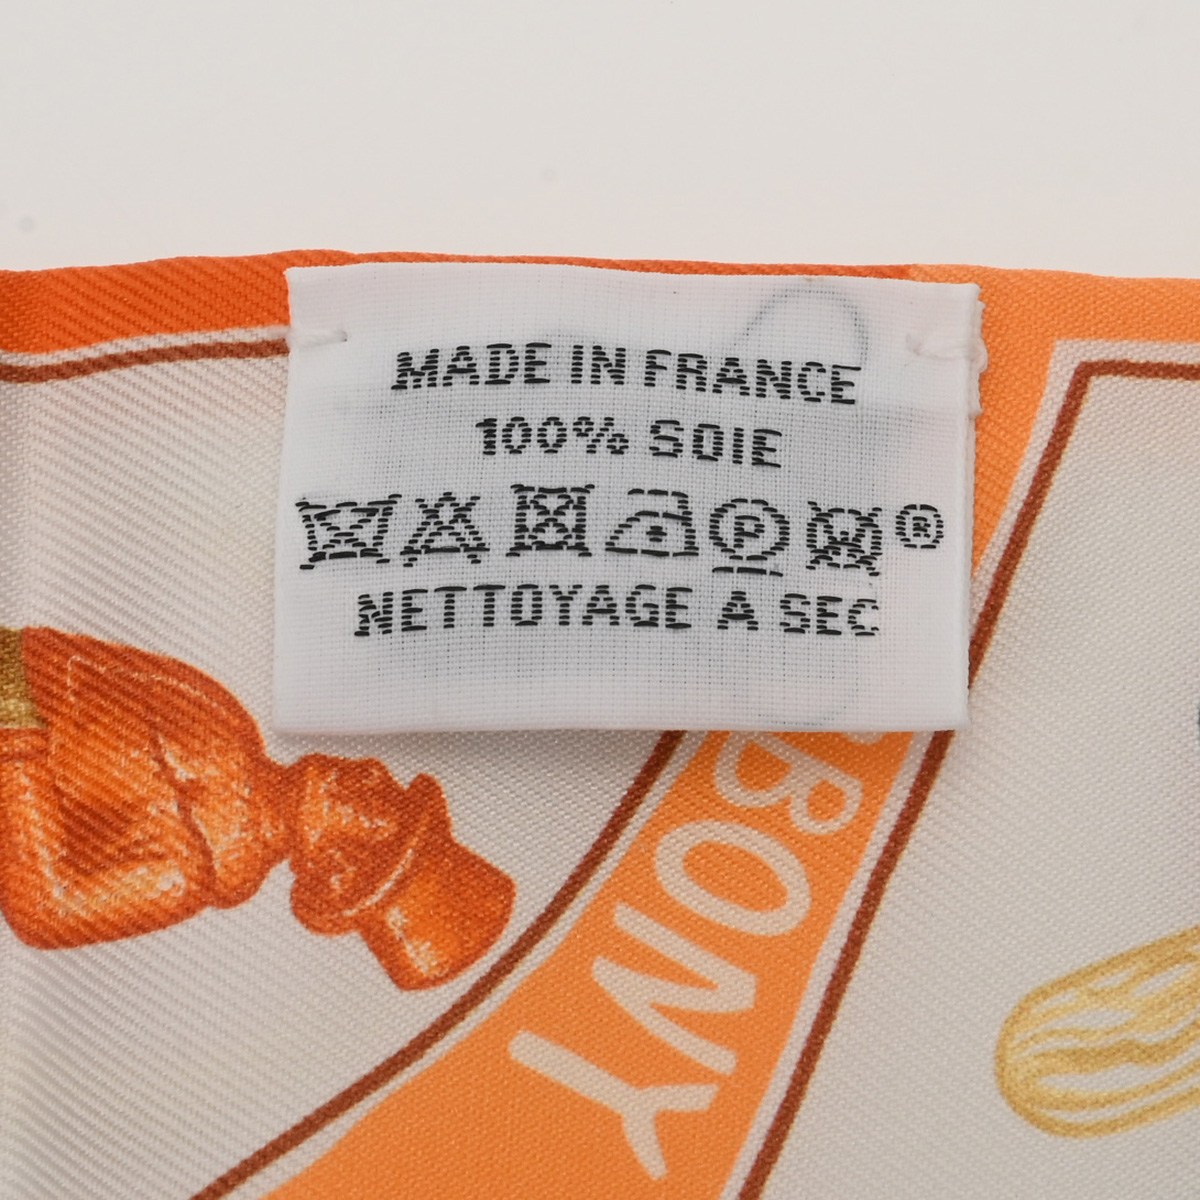 MADE IN FRANCE
100% SOIE
P ®
NETTOYAGE A SEC
BONY